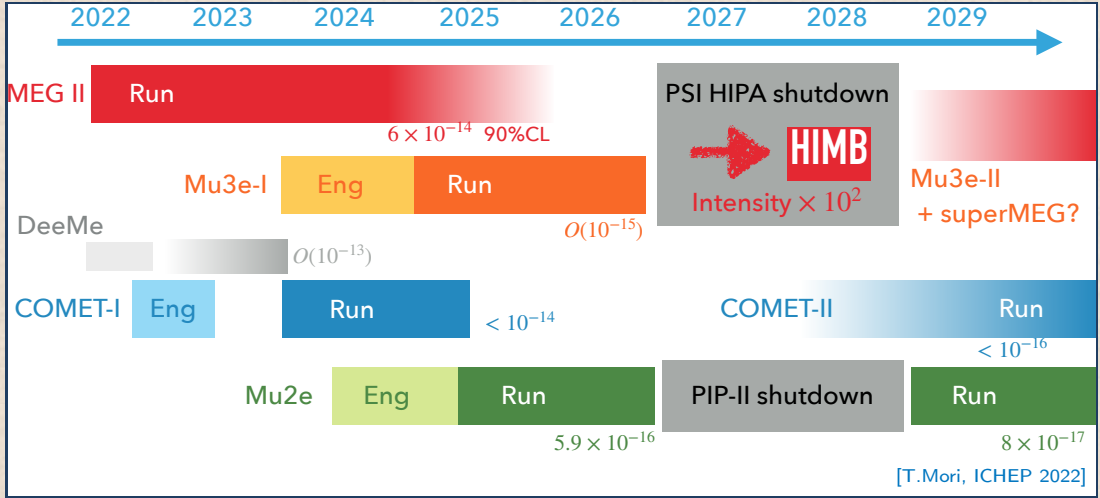 2022 2023 2024 2025 2026 2027 2028 2029
MEG II Run
6 × 10⁻¹⁴ 90%CL
PSI HIPA shutdown
HIMB
Intensity × 10²
Mu3e-I Eng Run
O(10⁻¹⁵)
Mu3e-II
+ superMEG?
DeeMe
O(10⁻¹³)
COMET-I Eng Run
< 10⁻¹⁴
COMET-II Run
< 10⁻¹⁶
Mu2e Eng Run PIP-II shutdown Run
5.9 × 10⁻¹⁶ 8 × 10⁻¹⁷
[T.Mori, ICHEP 2022]